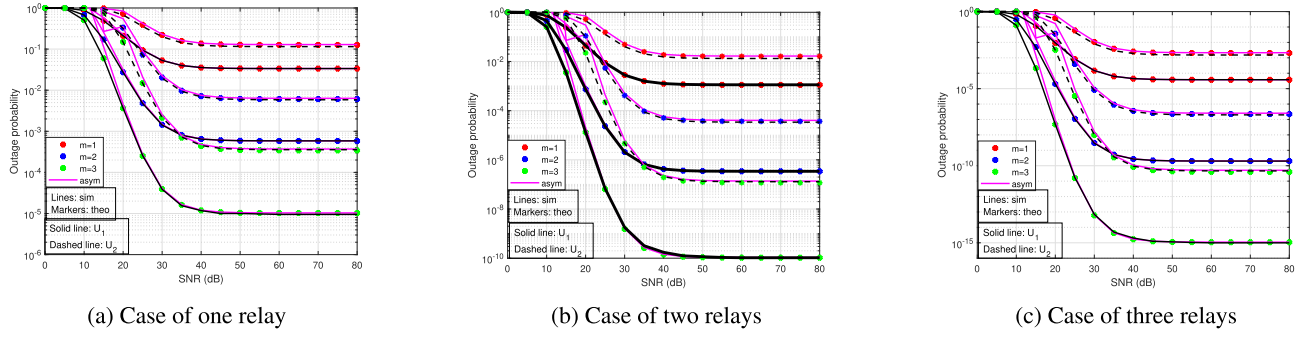 10^0
10^-1
10^-2
10^-3
10^-4
10^-5
10^-6
Outage probability
m=1
m=2
m=3
asym
Lines: sim
Markers: theo
Solid line: U_1
Dashed line: U_2
0 10 20 30 40 50 60 70 80
SNR (dB)
(a) Case of one relay
10^0
10^-2
10^-4
10^-6
10^-8
10^-10
Outage probability
m=1
m=2
m=3
asym
Lines: sim
Markers: theo
Solid line: U_1
Dashed line: U_2
0 10 20 30 40 50 60 70 80
SNR (dB)
(b) Case of two relays
10^0
10^-5
10^-10
10^-15
Outage probability
m=1
m=2
m=3
asym
Lines: sim
Markers: theo
Solid line: U_1
Dashed line: U_2
0 10 20 30 40 50 60 70 80
SNR (dB)
(c) Case of three relays